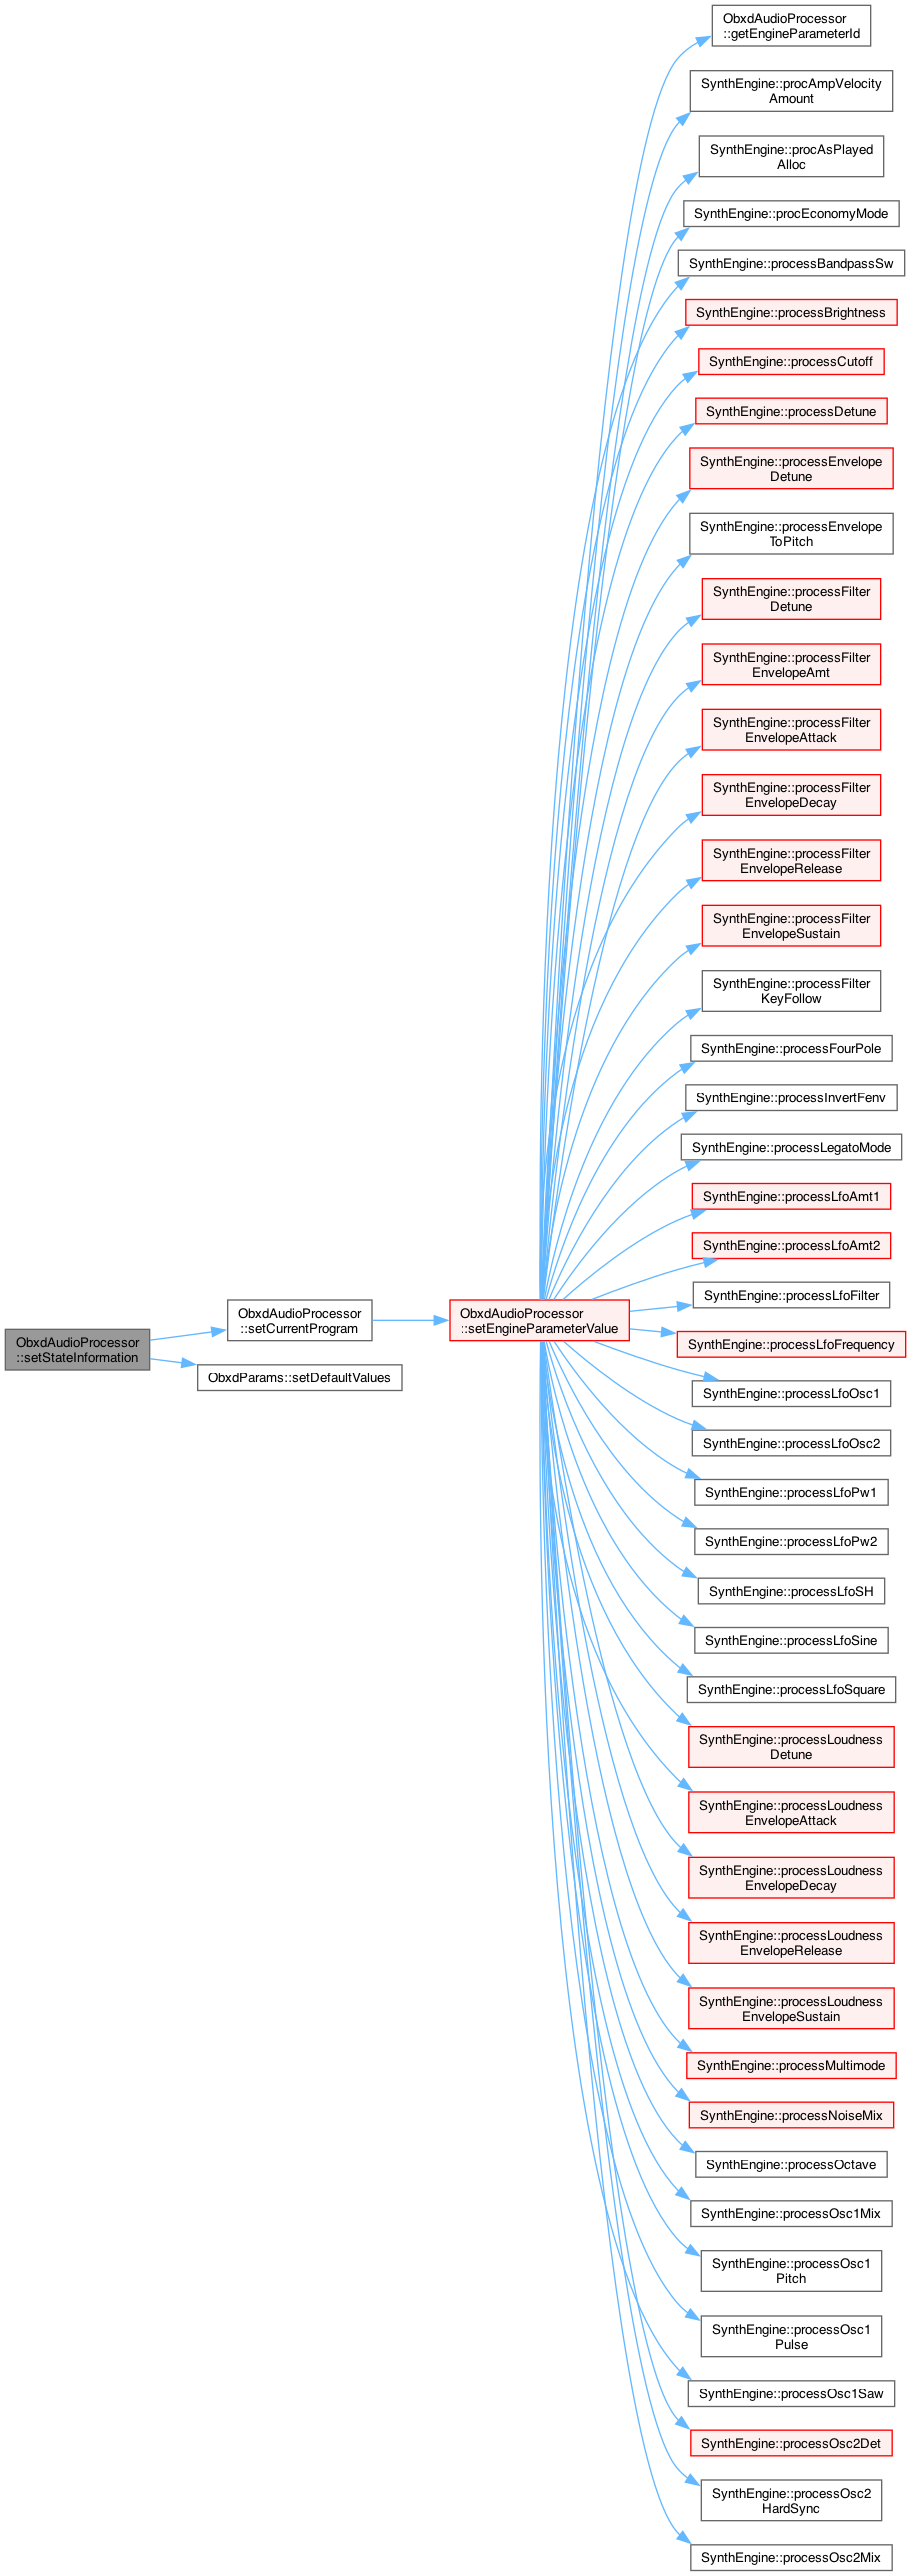 ObxdAudioProcessor
::setStateInformation
ObxdAudioProcessor
::setCurrentProgram
ObxdParams::setDefaultValues
ObxdAudioProcessor
::setEngineParameterValue
ObxdAudioProcessor
::getEngineParameterId
SynthEngine::procAmpVelocity
Amount
SynthEngine::procAsPlayed
Alloc
SynthEngine::procEconomyMode
SynthEngine::processBandpassSw
SynthEngine::processBrightness
SynthEngine::processCutoff
SynthEngine::processDetune
SynthEngine::processEnvelope
Detune
SynthEngine::processEnvelope
ToPitch
SynthEngine::processFilter
Detune
SynthEngine::processFilter
EnvelopeAmt
SynthEngine::processFilter
EnvelopeAttack
SynthEngine::processFilter
EnvelopeDecay
SynthEngine::processFilter
EnvelopeRelease
SynthEngine::processFilter
EnvelopeSustain
SynthEngine::processFilter
KeyFollow
SynthEngine::processFourPole
SynthEngine::processInvertFenv
SynthEngine::processLegatoMode
SynthEngine::processLfoAmt1
SynthEngine::processLfoAmt2
SynthEngine::processLfoFilter
SynthEngine::processLfoFrequency
SynthEngine::processLfoOsc1
SynthEngine::processLfoOsc2
SynthEngine::processLfoPw1
SynthEngine::processLfoPw2
SynthEngine::processLfoSH
SynthEngine::processLfoSine
SynthEngine::processLfoSquare
SynthEngine::processLoudness
Detune
SynthEngine::processLoudness
EnvelopeAttack
SynthEngine::processLoudness
EnvelopeDecay
SynthEngine::processLoudness
EnvelopeRelease
SynthEngine::processLoudness
EnvelopeSustain
SynthEngine::processMultimode
SynthEngine::processNoiseMix
SynthEngine::processOctave
SynthEngine::processOsc1Mix
SynthEngine::processOsc1
Pitch
SynthEngine::processOsc1
Pulse
SynthEngine::processOsc1Saw
SynthEngine::processOsc2Det
SynthEngine::processOsc2
HardSync
SynthEngine::processOsc2Mix